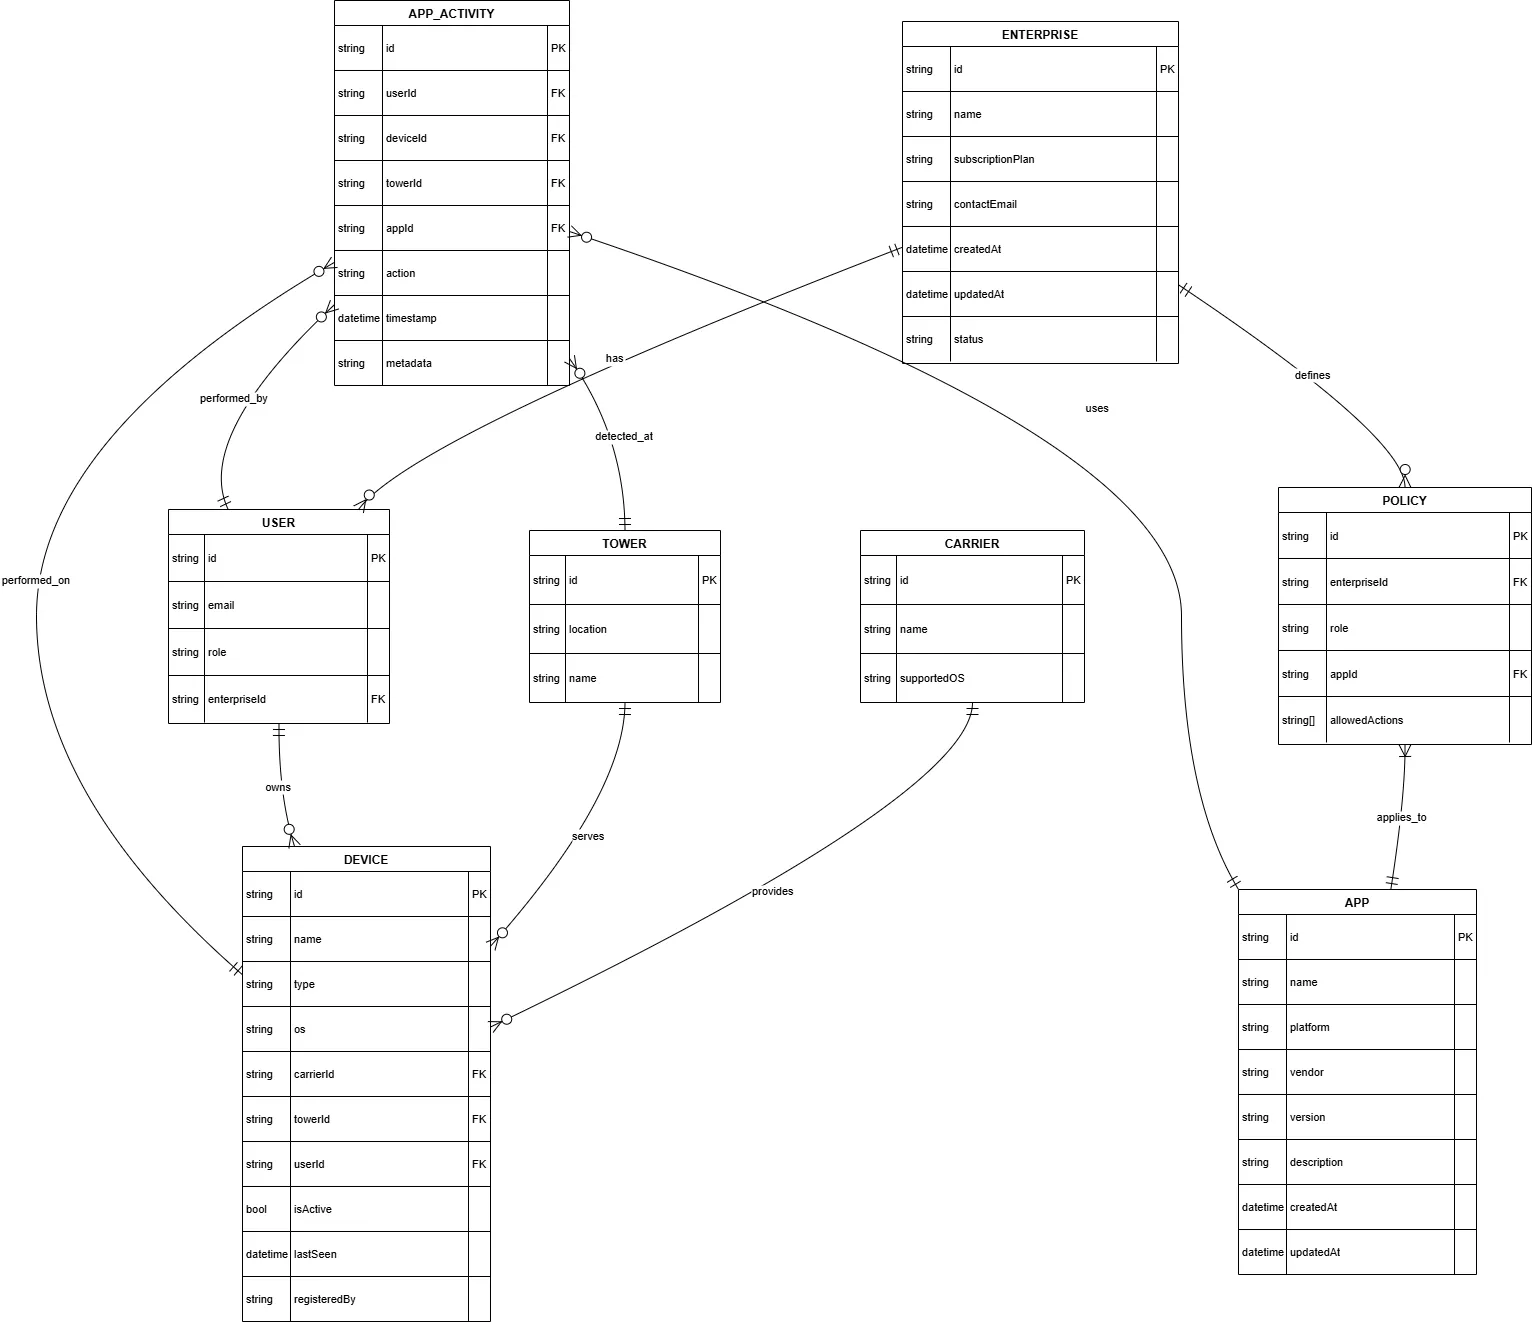 APP_ACTIVITY
string id PK
string userId FK
string deviceId FK
string towerId FK
string appId FK
string action
datetime timestamp
string metadata
ENTERPRISE
string id PK
string name
string subscriptionPlan
string contactEmail
datetime createdAt
datetime updatedAt
string status
has
defines
performed_by
uses
detected_at
performed_on
USER
string id PK
string email
string role
string enterpriseId FK
TOWER
string id PK
string location
string name
CARRIER
string id PK
string name
string supportedOS
POLICY
string id PK
string enterpriseId FK
string role
string appId FK
string[] allowedActions
owns
serves
provides
applies_to
DEVICE
string id PK
string name
string type
string os
string carrierId FK
string towerId FK
string userId FK
bool isActive
datetime lastSeen
string registeredBy
APP
string id PK
string name
string platform
string vendor
string version
string description
datetime createdAt
datetime updatedAt